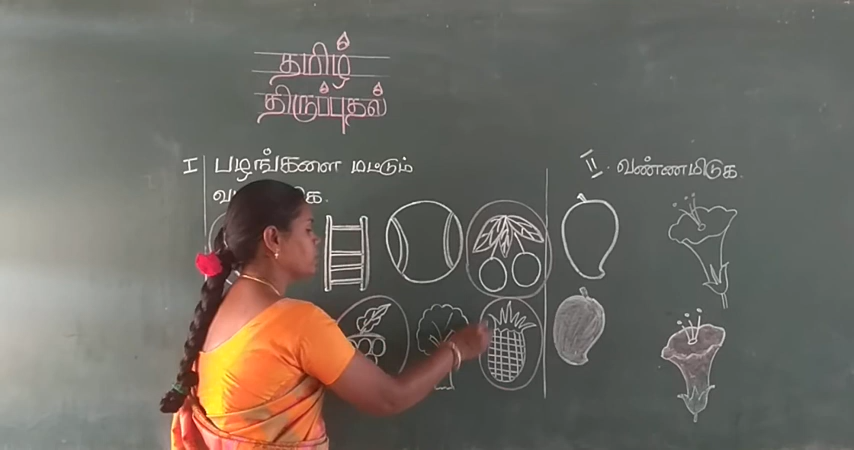 தமிழ்
திருப்புதல்
I பழங்களை மட்டும்
II. வண்ணமிடுக.